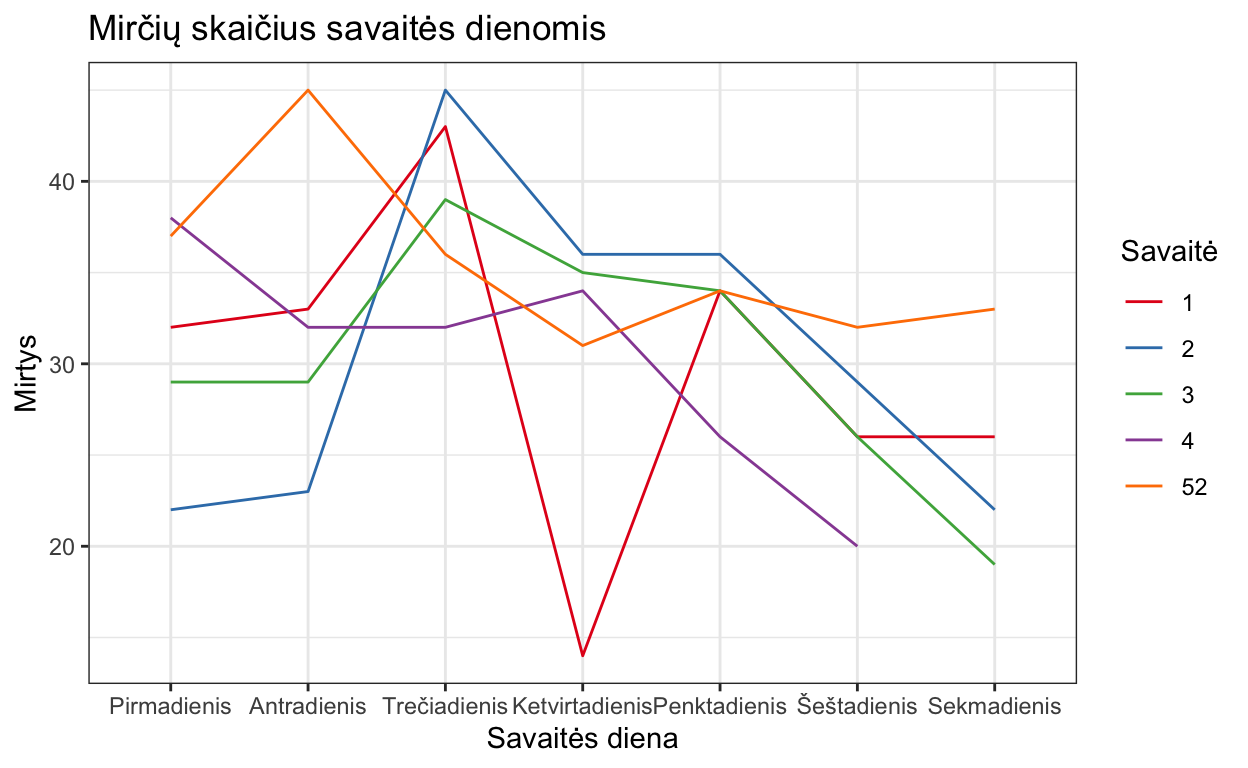 Mirčių skaičius savaitės dienomis
Mirtys
40
30
20
Pirmadienis Antradienis Trečiadienis Ketvirtadienis Penktadienis Šeštadienis Sekmadienis
Savaitės diena
Savaitė
1
2
3
4
52